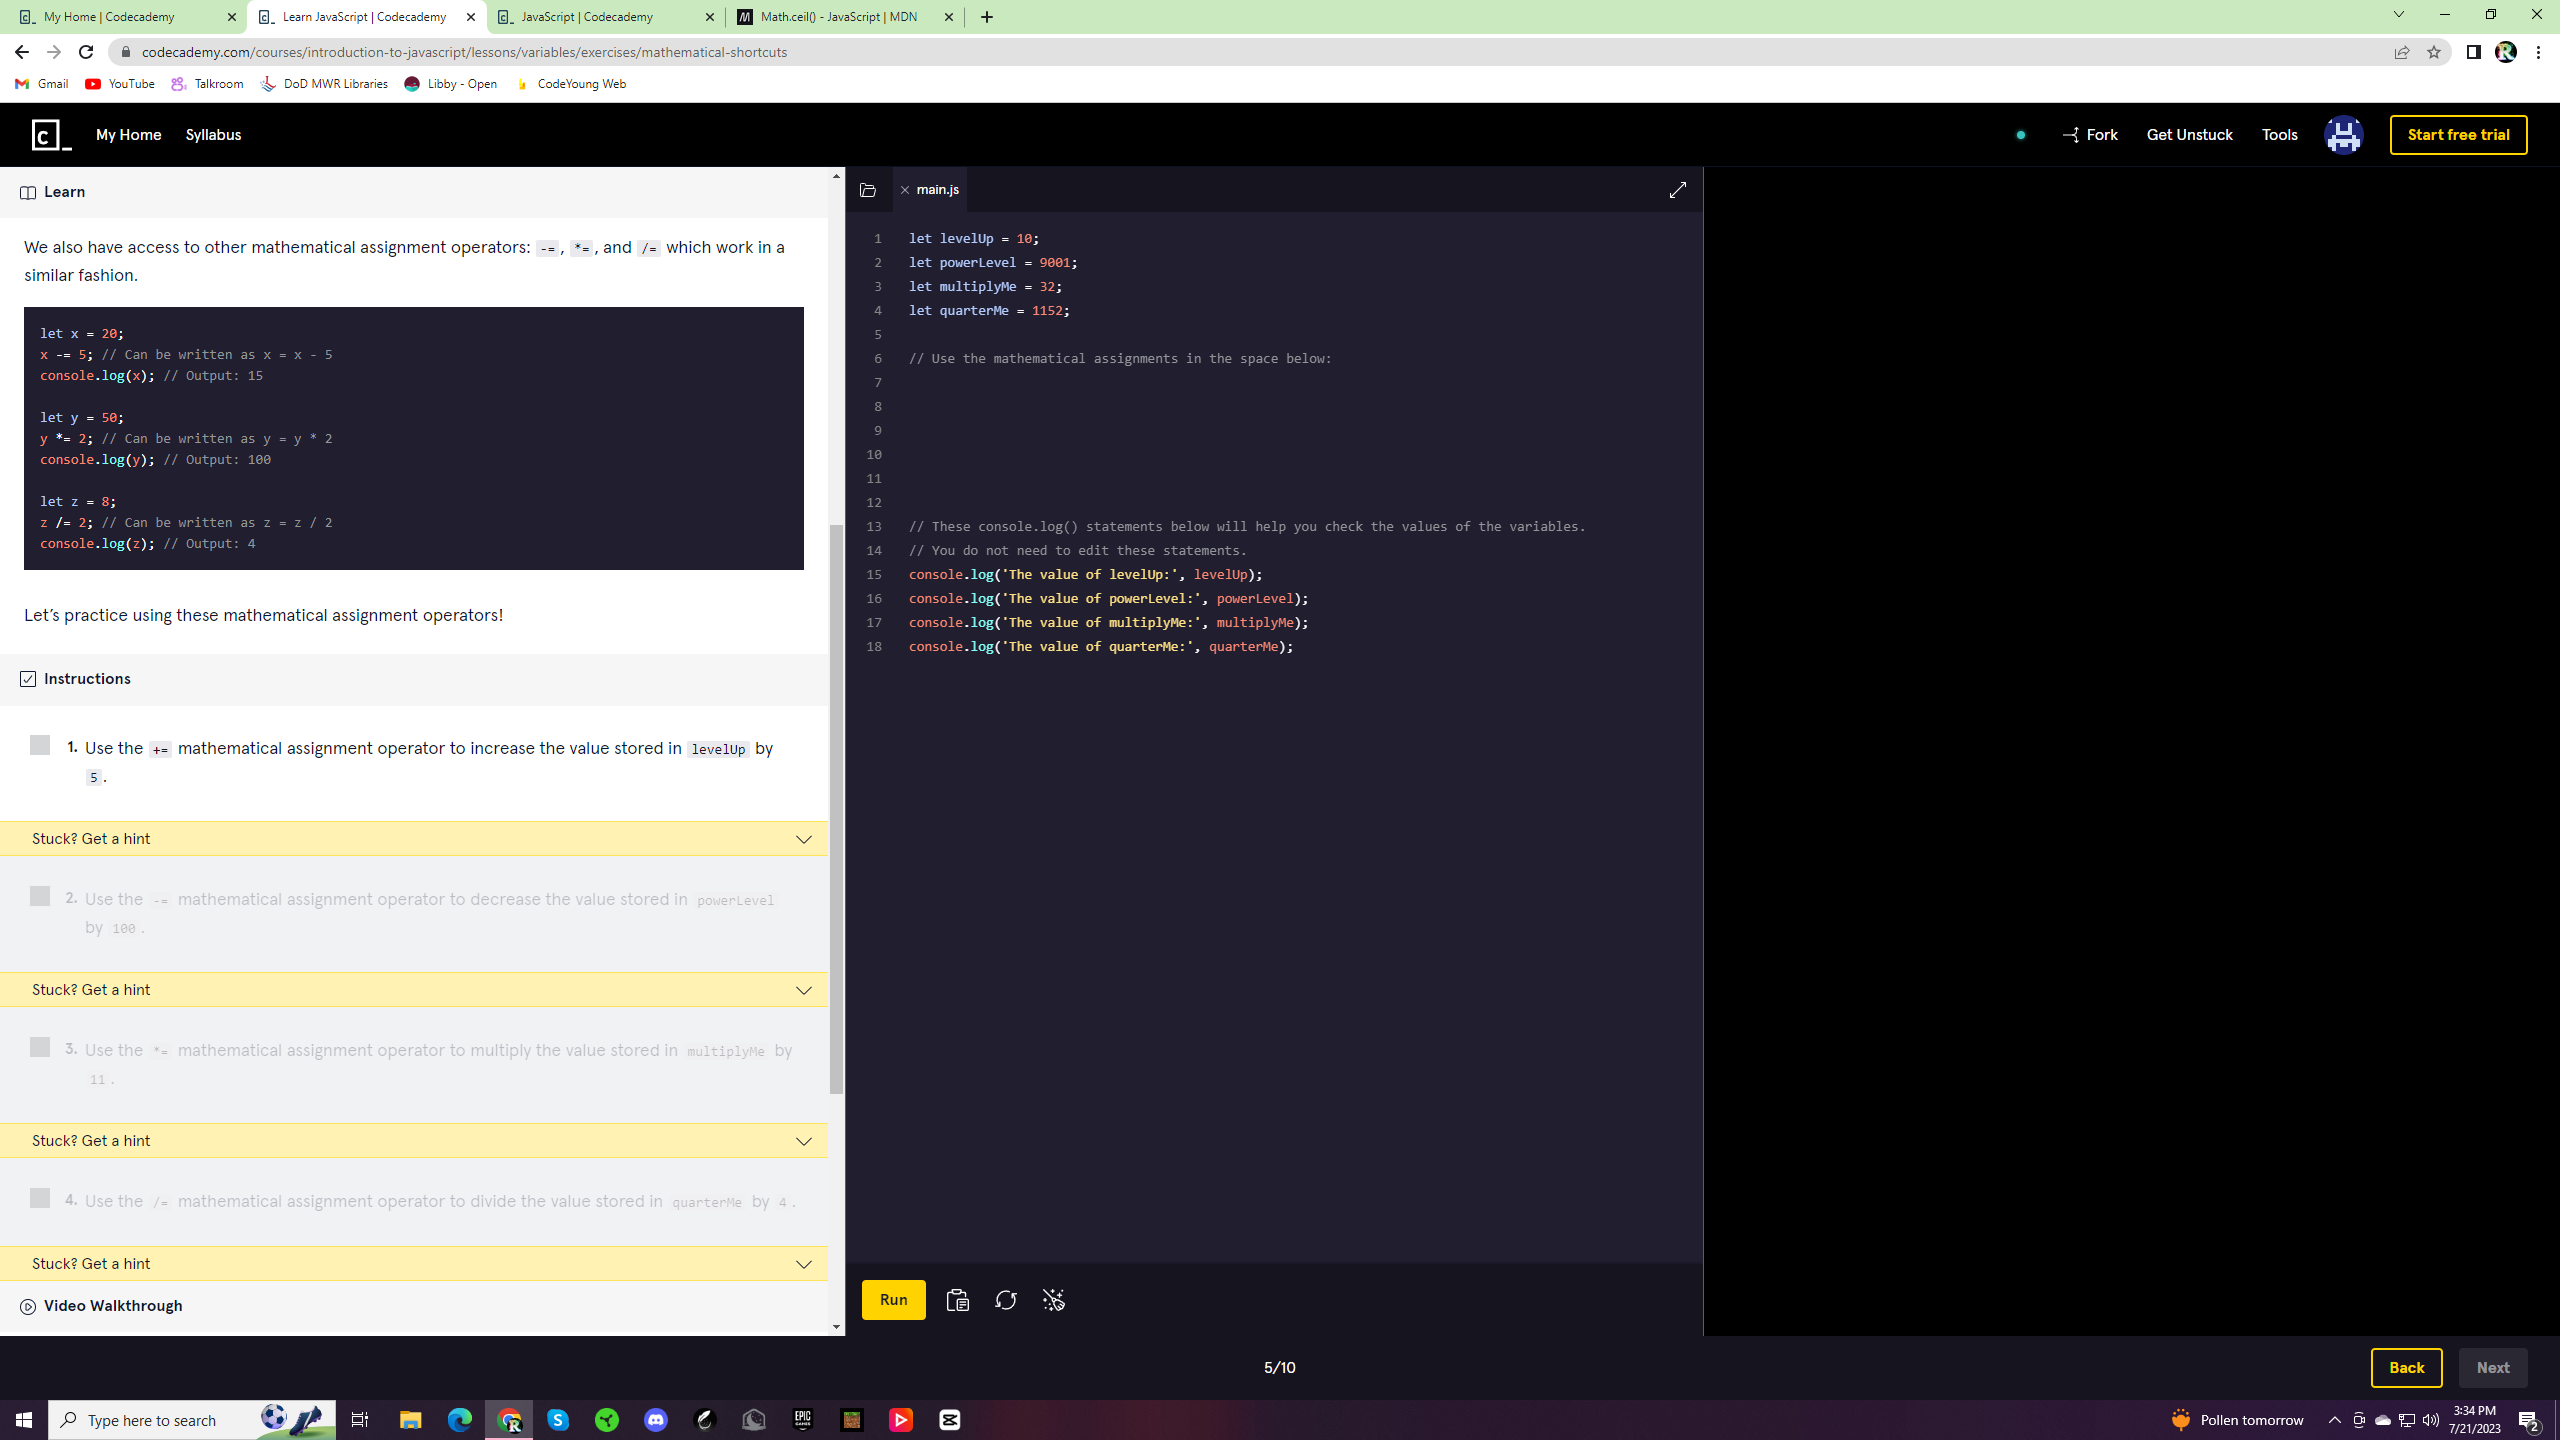 My Home | Codecademy
Learn JavaScript | Codecademy
JavaScript | Codecademy
Math.ceil() - JavaScript | MDN
codecademy.com/courses/introduction-to-javascript/lessons/variables/exercises/mathematical-shortcuts
Gmail YouTube Talkroom DoD MWR Libraries Libby - Open CodeYoung Web
My Home Syllabus Fork Get Unstuck Tools Start free trial
Learn
We also have access to other mathematical assignment operators: -=, *=, and /= which work in a
similar fashion.
let x = 20;
x -= 5; // Can be written as x = x - 5
console.log(x); // Output: 15
let y = 50;
y *= 2; // Can be written as y = y * 2
console.log(y); // Output: 100
let z = 8;
z /= 2; // Can be written as z = z / 2
console.log(z); // Output: 4
Let's practice using these mathematical assignment operators!
Instructions
1. Use the += mathematical assignment operator to increase the value stored in levelUp by
5.
Stuck? Get a hint
2. Use the -= mathematical assignment operator to decrease the value stored in powerLevel
by 100.
Stuck? Get a hint
3. Use the *= mathematical assignment operator to multiply the value stored in multiplyMe by
11.
Stuck? Get a hint
4. Use the /= mathematical assignment operator to divide the value stored in quarterMe by 4.
Stuck? Get a hint
Video Walkthrough
main.js
1 let levelUp = 10;
2 let powerLevel = 9001;
3 let multiplyMe = 32;
4 let quarterMe = 1152;
5
6 // Use the mathematical assignments in the space below:
7
8
9
10
11
12
13 // These console.log() statements below will help you check the values of the variables.
14 // You do not need to edit these statements.
15 console.log('The value of levelUp:', levelUp);
16 console.log('The value of powerLevel:', powerLevel);
17 console.log('The value of multiplyMe:', multiplyMe);
18 console.log('The value of quarterMe:', quarterMe);
Run
5/10
Back Next
Type here to search
EPIC GAMES
Pollen tomorrow
3:34 PM
7/21/2023
2